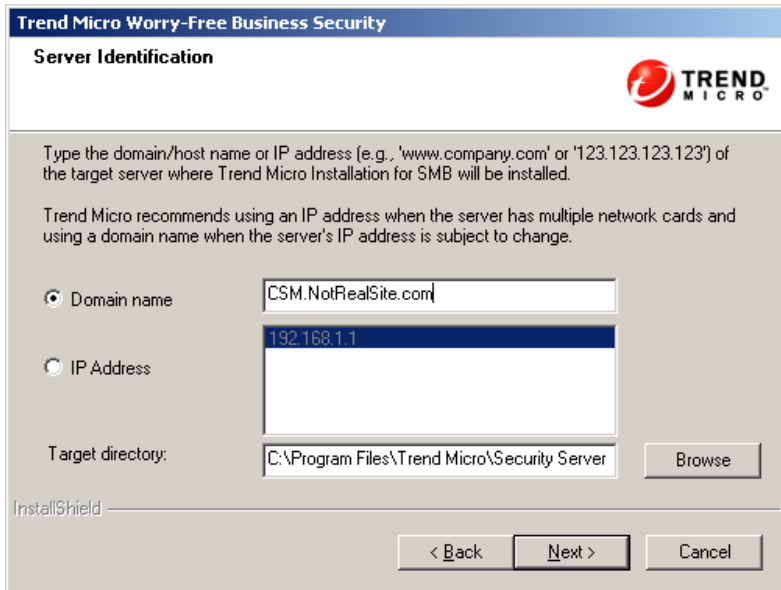 Trend Micro Worry-Free Business Security
Server Identification
TREND
MICRO™
Type the domain/host name or IP address (e.g., 'www.company.com' or '123.123.123.123') of
the target server where Trend Micro Installation for SMB will be installed.
Trend Micro recommends using an IP address when the server has multiple network cards and
using a domain name when the server's IP address is subject to change.
Domain name
CSM.NotRealSite.com
192.168.1.1
IP Address
Target directory:
C:\Program Files\Trend Micro\Security Server
Browse
InstallShield
< Back
Next >
Cancel